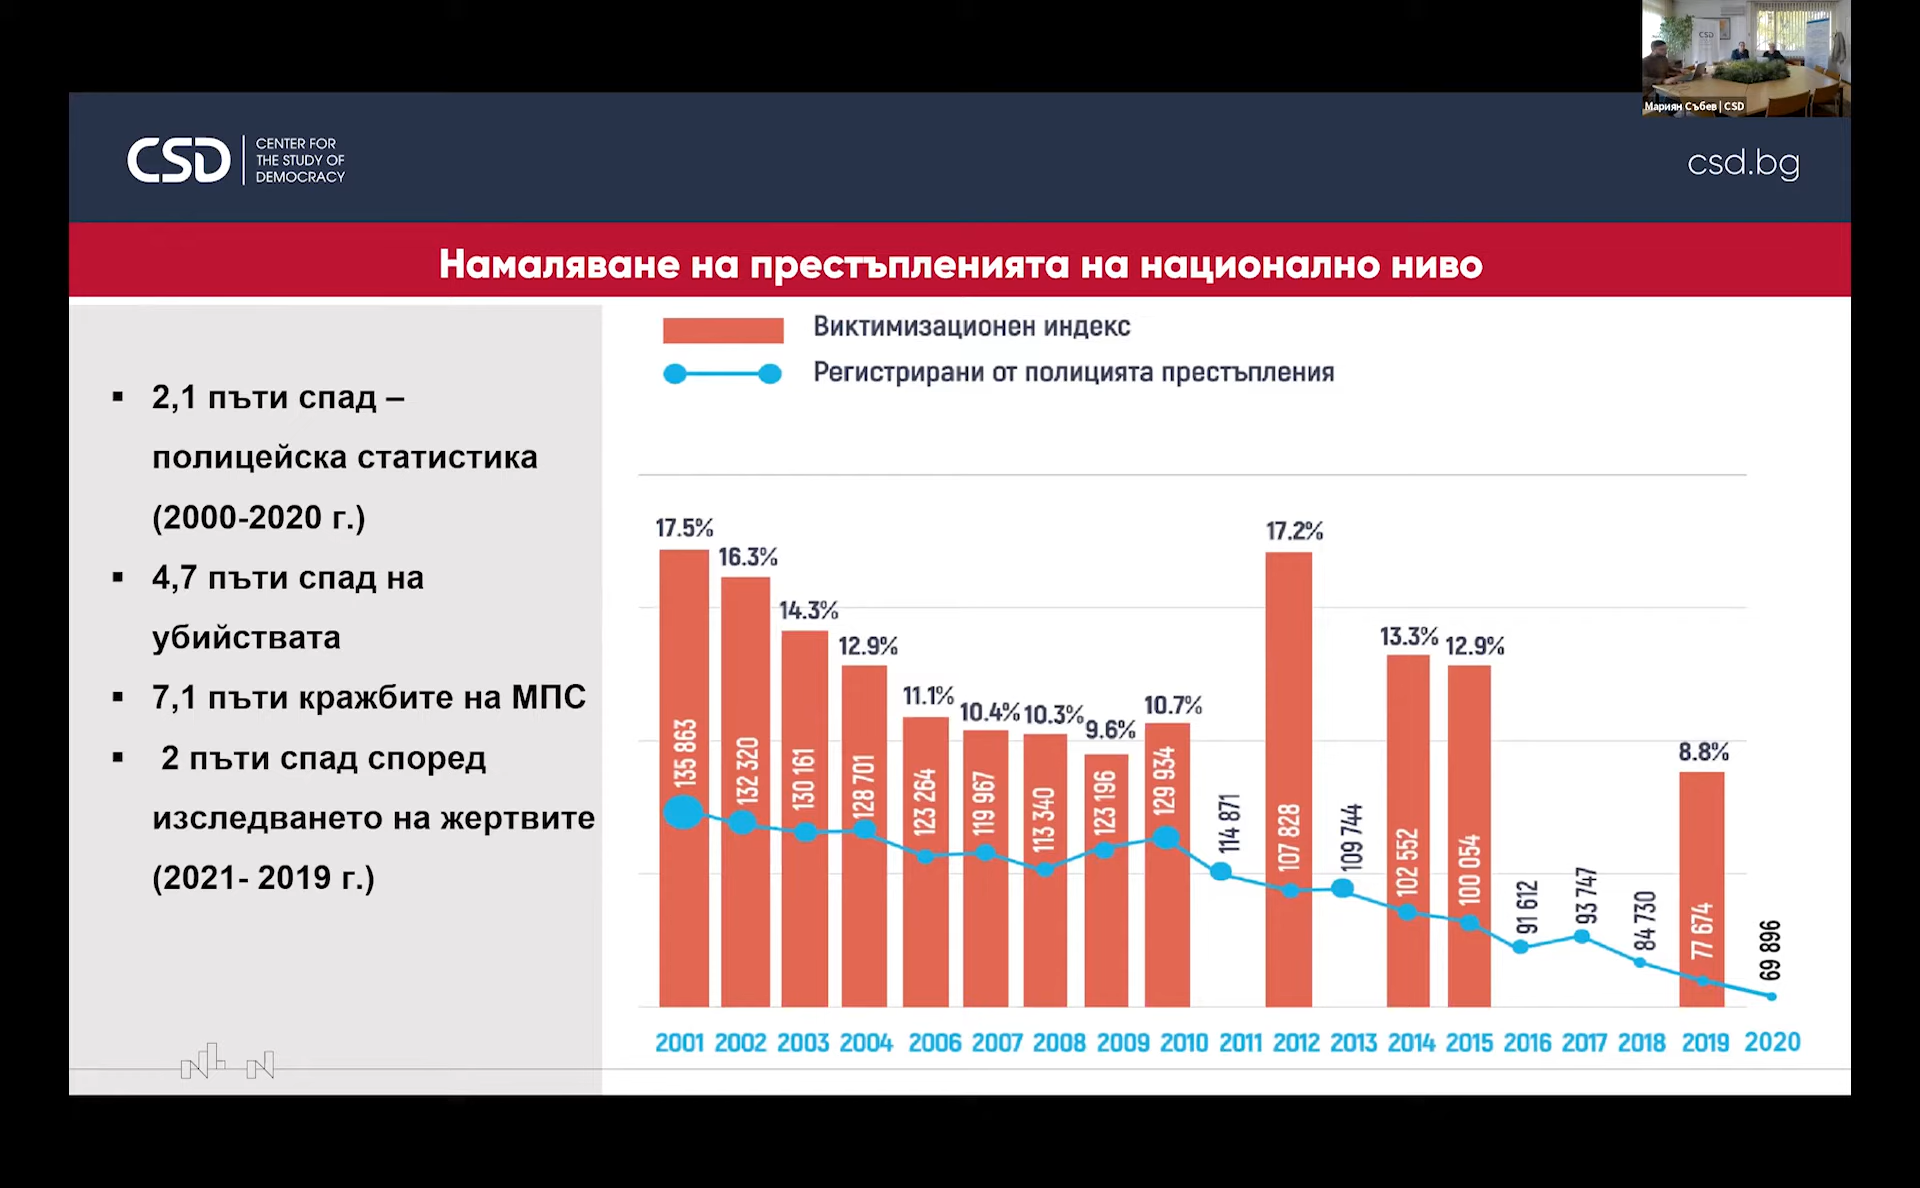 Мариян Събев | CSD
CSD
CENTER FOR
THE STUDY OF
DEMOCRACY
csd.bg
Намаляване на престъпленията на национално ниво
▪ 2,1 пъти спад –
полицейска статистика
(2000-2020 г.)
▪ 4,7 пъти спад на
убийствата
▪ 7,1 пъти кражбите на МПС
▪ 2 пъти спад според
изследването на жертвите
(2021- 2019 г.)
Виктимизационен индекс
Регистрирани от полицията престъпления
17.5% 16.3% 14.3% 12.9% 11.1% 10.4% 10.3% 9.6% 10.7% 17.2% 13.3% 12.9% 8.8%
135 863 132 320 130 161 128 701 123 264 119 967 113 340 123 196 129 934 114 871 107 828 109 744 102 552 100 054 91 612 93 747 84 730 77 674 69 896
2001 2002 2003 2004 2006 2007 2008 2009 2010 2011 2012 2013 2014 2015 2016 2017 2018 2019 2020